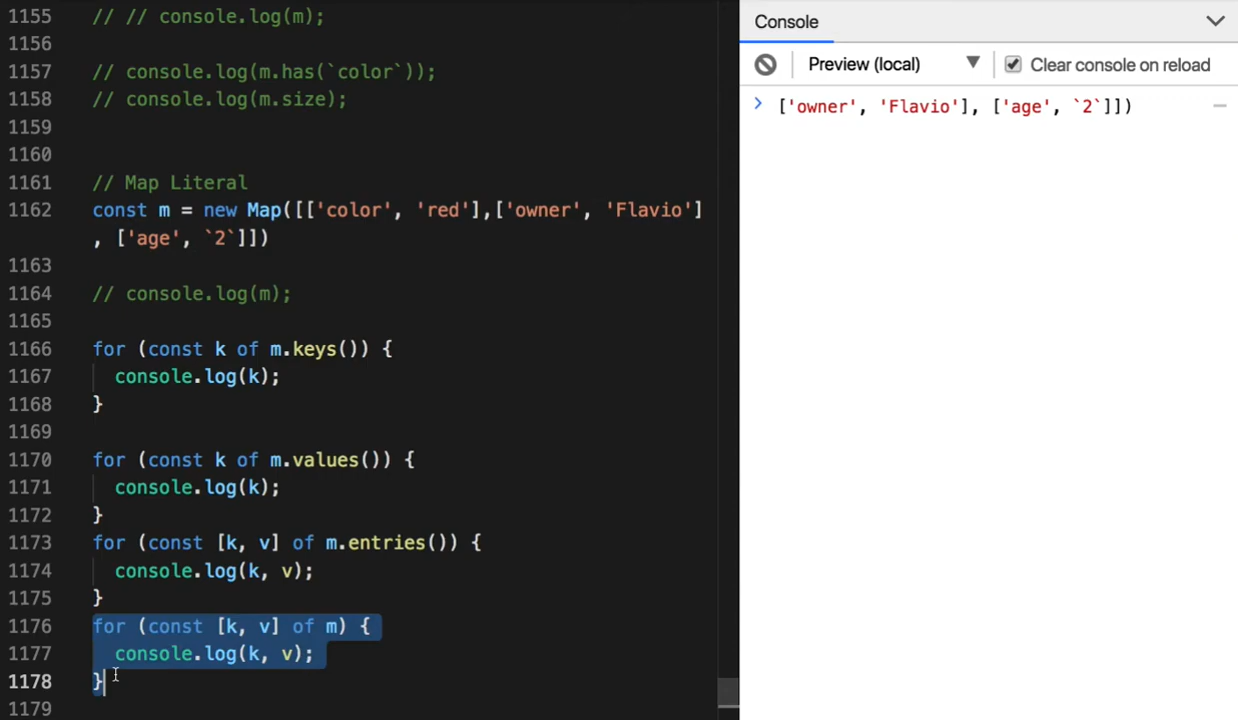 1155 // // console.log(m);
1156
1157 // console.log(m.has(`color`));
1158 // console.log(m.size);
1159
1160
1161 // Map Literal
1162 const m = new Map([['color', 'red'],['owner', 'Flavio']
, ['age', `2`]])
1163
1164 // console.log(m);
1165
1166 for (const k of m.keys()) {
1167 console.log(k);
1168 }
1169
1170 for (const k of m.values()) {
1171 console.log(k);
1172 }
1173 for (const [k, v] of m.entries()) {
1174 console.log(k, v);
1175 }
1176 for (const [k, v] of m) {
1177 console.log(k, v);
1178 }
1179
Console
Preview (local) Clear console on reload
> ['owner', 'Flavio'], ['age', `2`]])